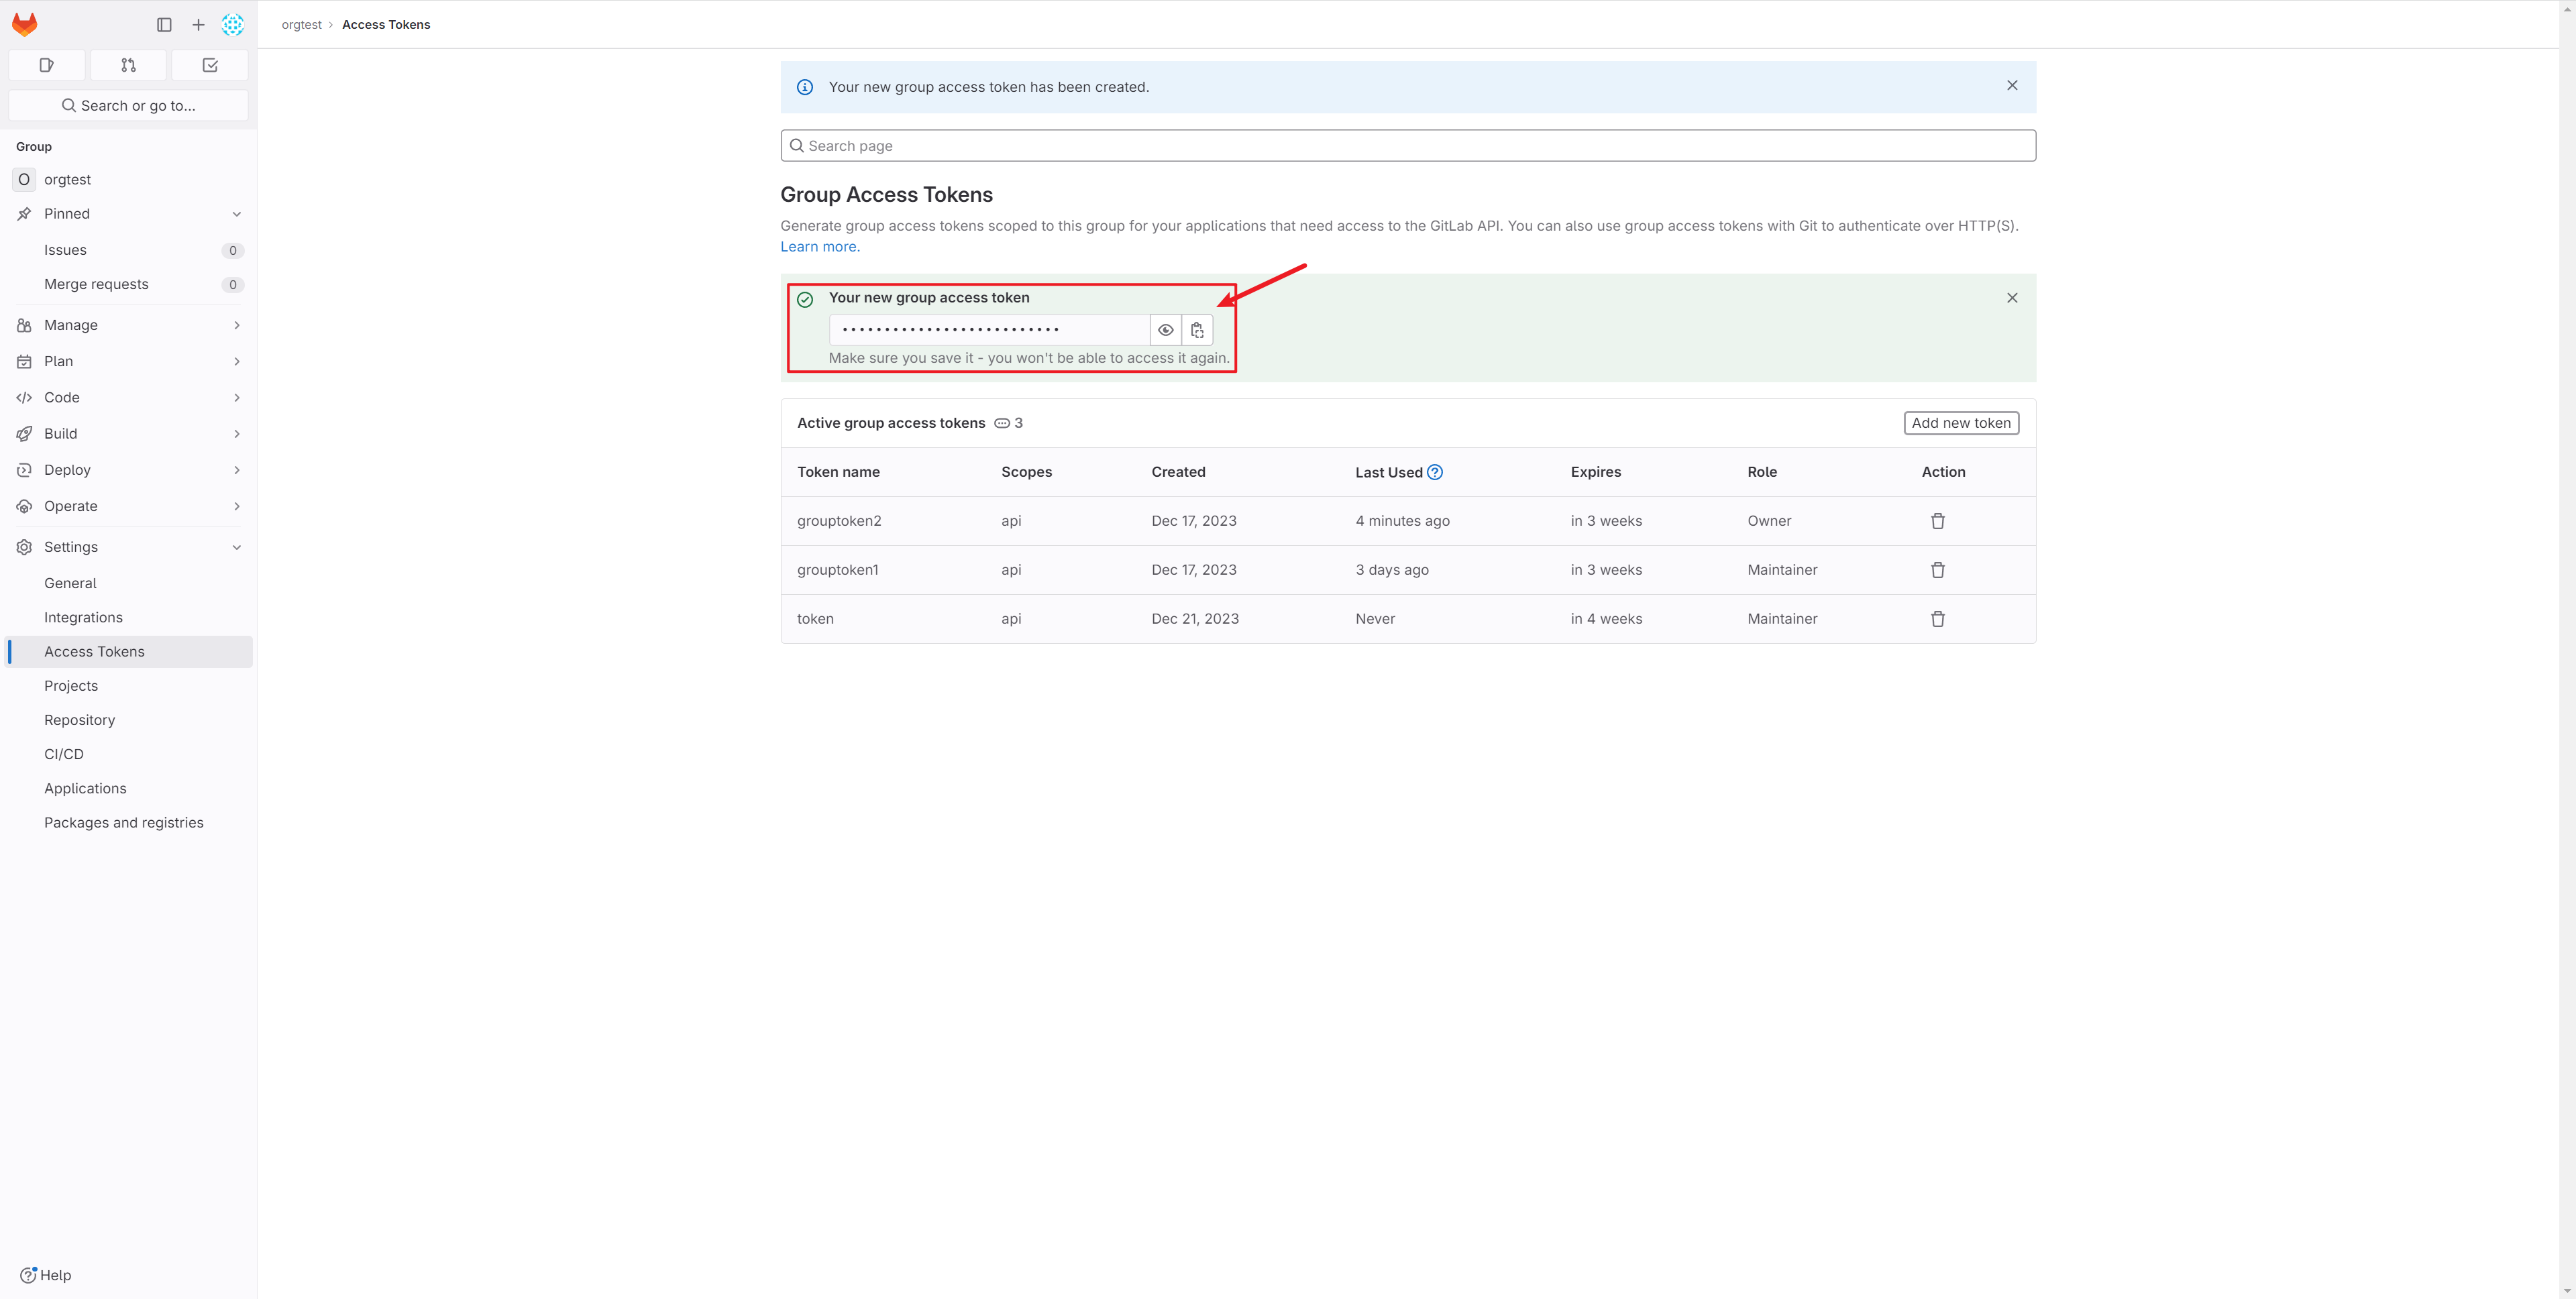 orgtest › Access Tokens
Search or go to...
Group
O orgtest
Pinned
Issues 0
Merge requests 0
Manage
Plan
Code
Build
Deploy
Operate
Settings
General
Integrations
Access Tokens
Projects
Repository
CI/CD
Applications
Packages and registries
Help
Your new group access token has been created.
Search page
Group Access Tokens
Generate group access tokens scoped to this group for your applications that need access to the GitLab API. You can also use group access tokens with Git to authenticate over HTTP(S).
Learn more.
Your new group access token
••••••••••••••••••••••••••
Make sure you save it - you won't be able to access it again.
Active group access tokens 3 Add new token
Token name Scopes Created Last Used Expires Role Action
grouptoken2 api Dec 17, 2023 4 minutes ago in 3 weeks Owner
grouptoken1 api Dec 17, 2023 3 days ago in 3 weeks Maintainer
token api Dec 21, 2023 Never in 4 weeks Maintainer